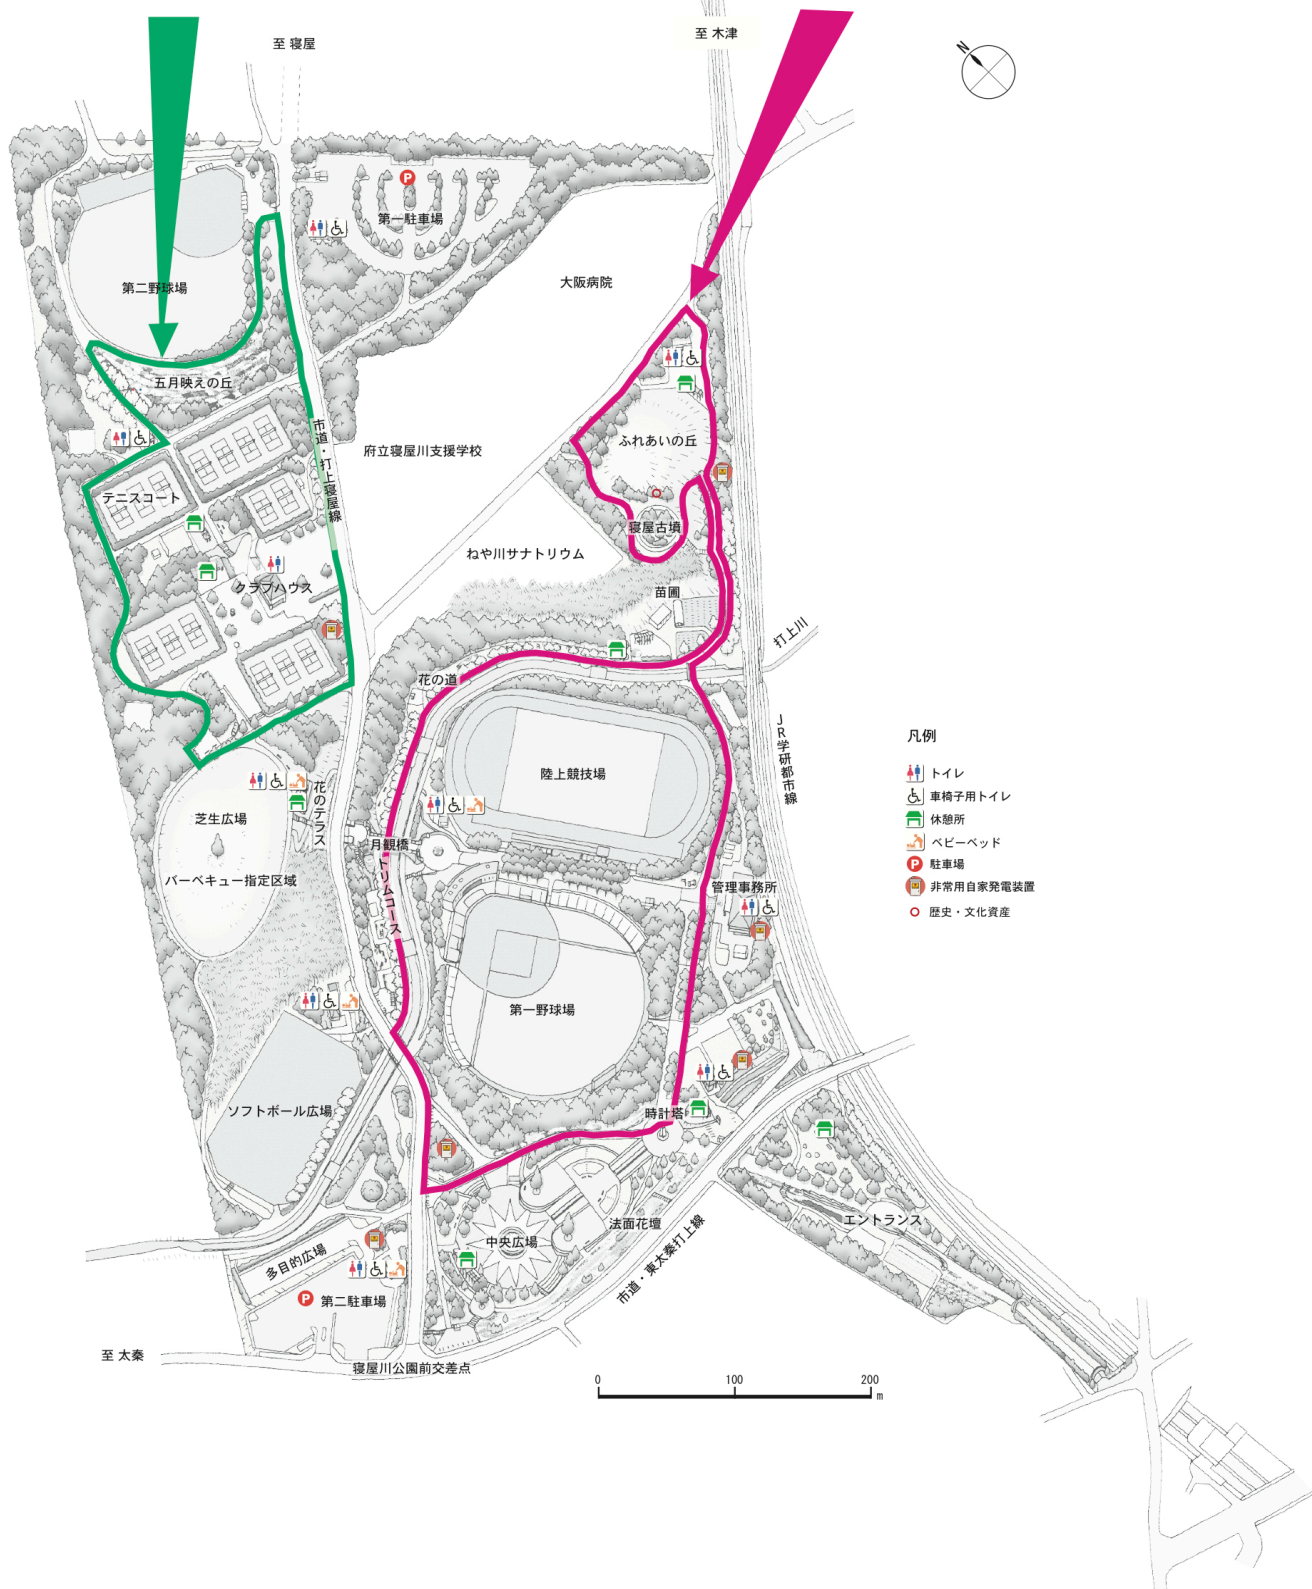 至 寝屋
至 木津
N
P
第一駐車場
大阪病院
第二野球場
五月映えの丘
市道・打上寝屋線
府立寝屋川支援学校
ふれあいの丘
テニスコート
寝屋古墳
ねや川サナトリウム
クラブハウス
苗圃
打上川
花の道
JR学研都市線
陸上競技場
花のテラス
芝生広場
月観橋
トリムコース
バーベキュー指定区域
管理事務所
第一野球場
ソフトボール広場
時計塔
法面花壇
中央広場
エントランス
市道・東太秦打上線
多目的広場
P
第二駐車場
至 太秦
寝屋川公園前交差点
0 100 200
m
凡例
トイレ
車椅子用トイレ
休憩所
ベビーベッド
P 駐車場
非常用自家発電装置
歴史・文化資産